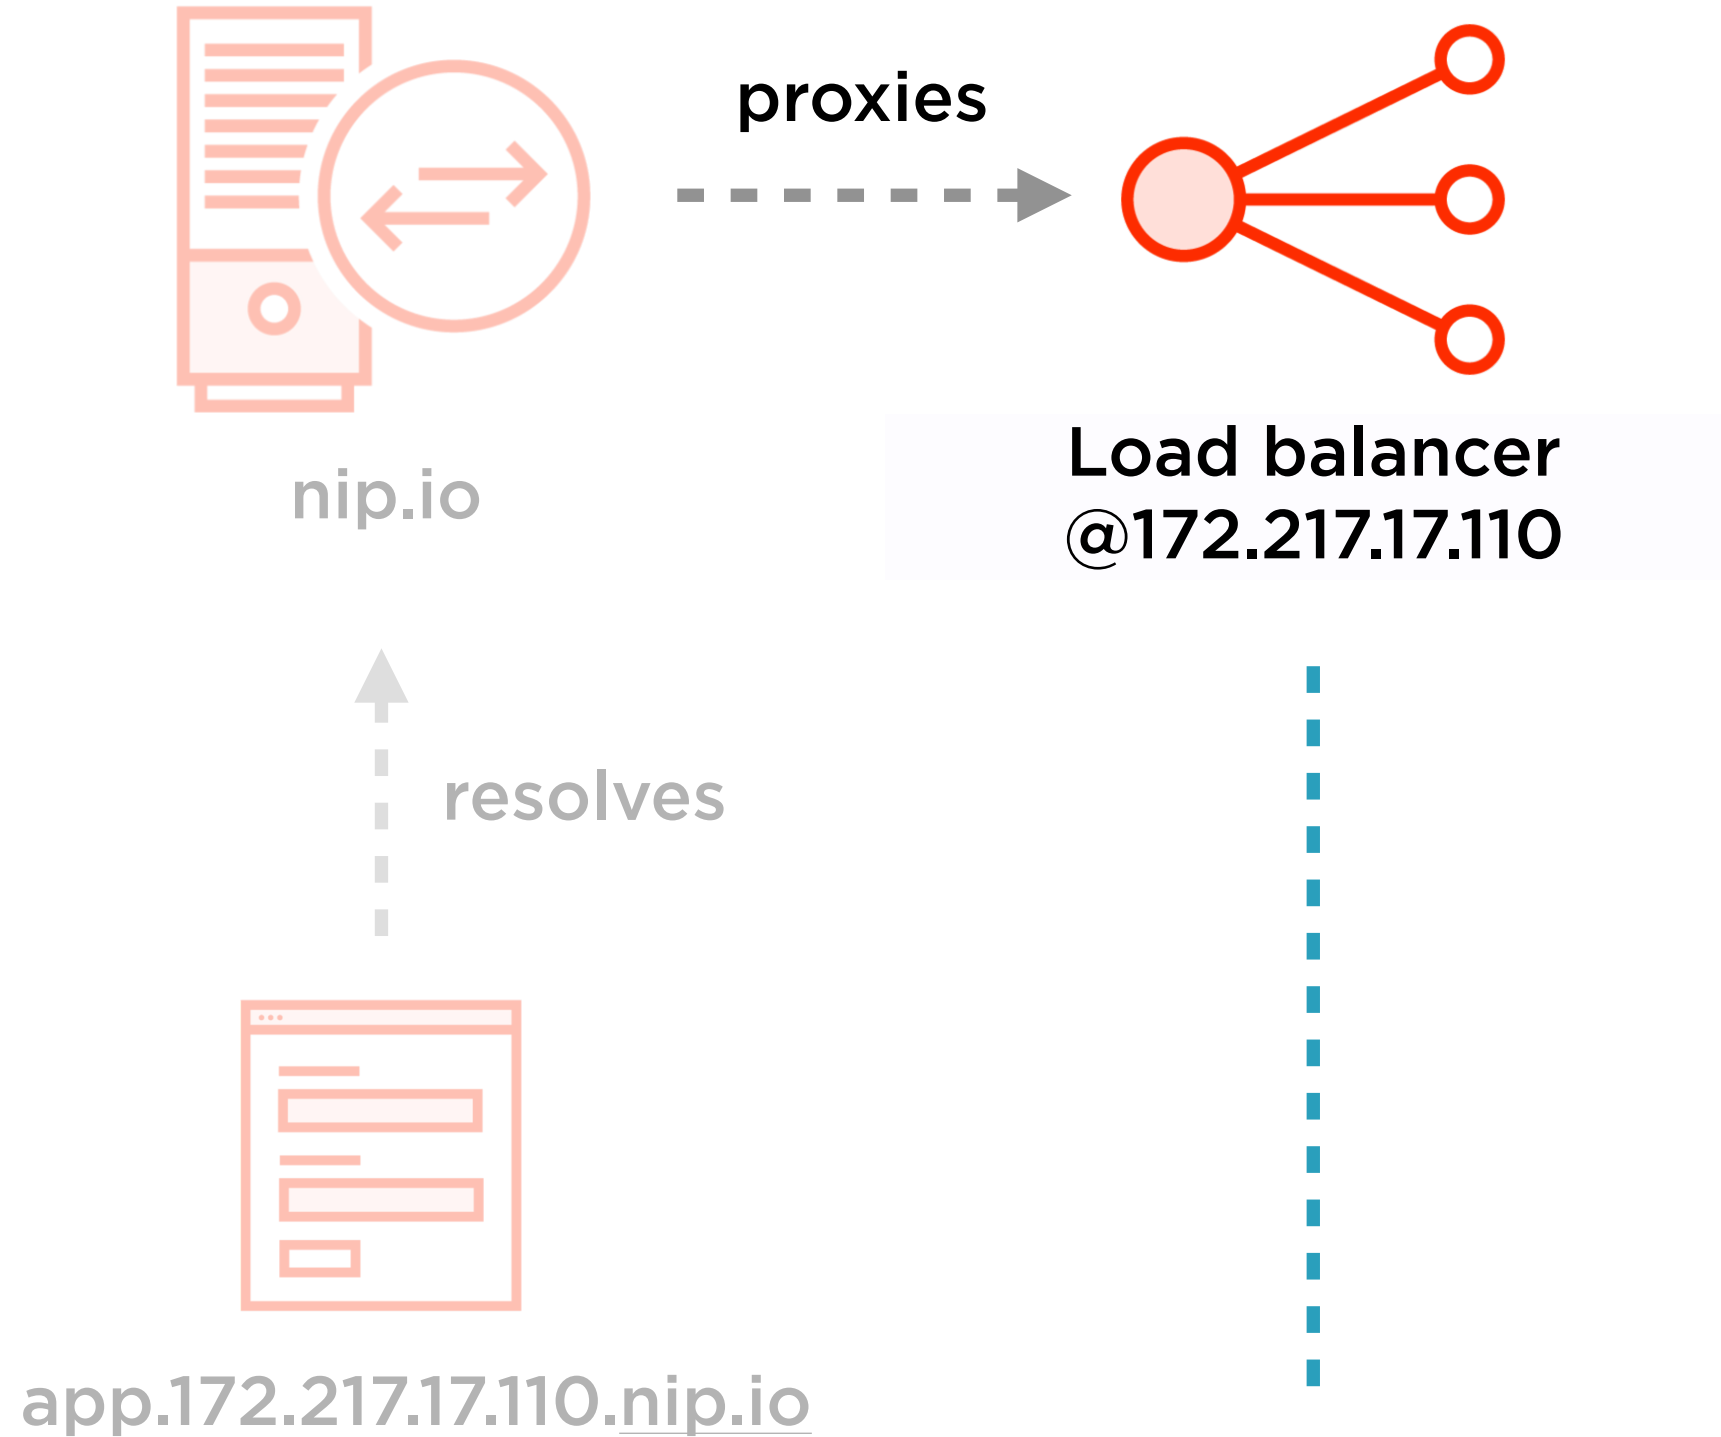 proxies
Load balancer
@172.217.17.110
nip.io
resolves
app.172.217.17.110.nip.io